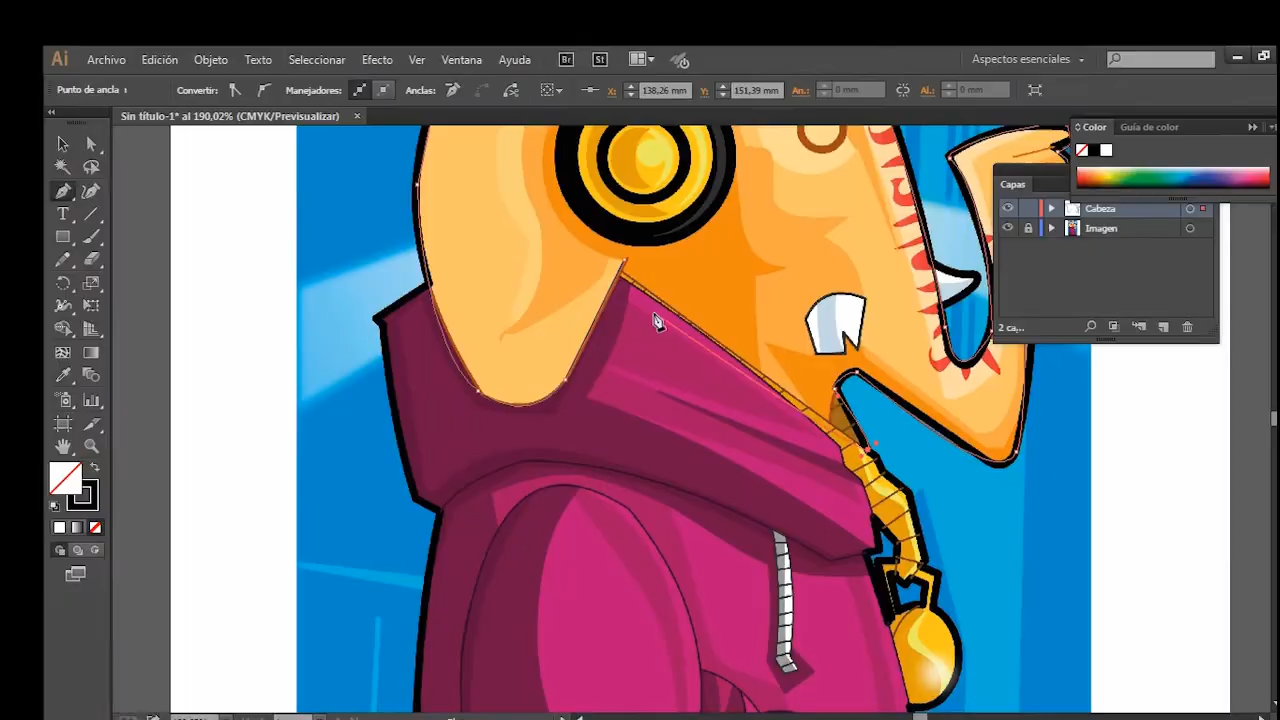 Ai Archivo Edición Objeto Texto Seleccionar Efecto Ver Ventana Ayuda Br St Aspectos esenciales
Punto de ancla Convertir: Manejadores: Anclas: X: 138,26 mm Y: 151,39 mm An.: 0 mm Al.: 0 mm
Sin título-1* al 190,02% (CMYK/Previsualizar) ×
Color Guía de color
Capas
Cabeza
Imagen
2 ca...